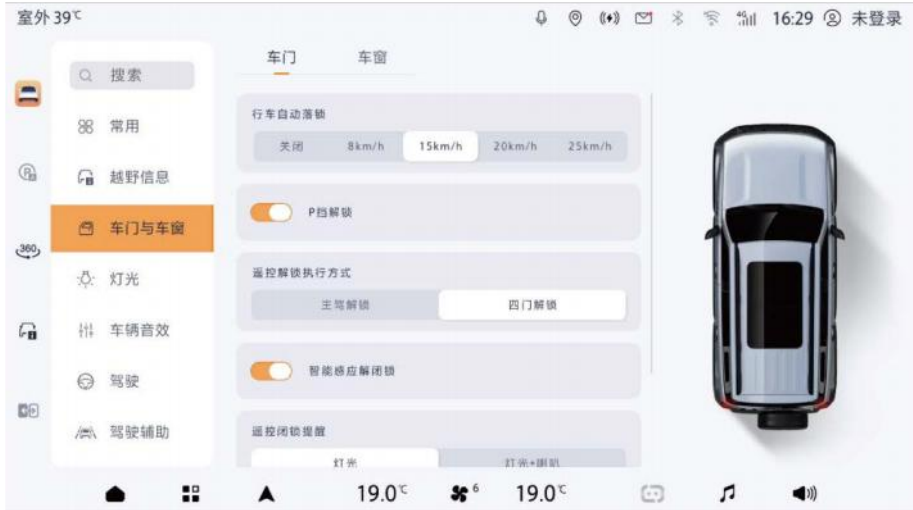 室外 39℃
4G
16:29
未登录
搜索
常用
越野信息
车门与车窗
灯光
车辆音效
驾驶
驾驶辅助
360
车门 车窗
行车自动落锁
关闭 8km/h 15km/h 20km/h 25km/h
P挡解锁
遥控解锁执行方式
主驾解锁 四门解锁
智能感应解闭锁
遥控闭锁提醒
灯光 灯光+喇叭
19.0℃ 6 19.0℃